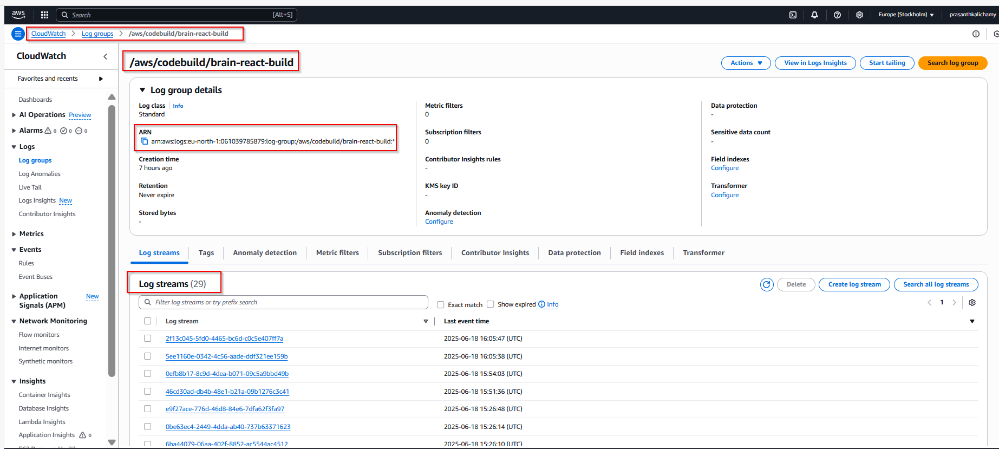 aws
Search [Alt+S]
Europe (Stockholm) ▼
prasanthkalichamy
CloudWatch > Log groups > /aws/codebuild/brain-react-build
CloudWatch
Favorites and recents
Dashboards
AI Operations Preview
Alarms 0 0 0
Logs
Log groups
Log Anomalies
Live Tail
Logs Insights New
Contributor Insights
Metrics
Events
Rules
Event Buses
Application Signals (APM) New
Network Monitoring
Flow monitors
Internet monitors
Synthetic monitors
Insights
Container Insights
Database Insights
Lambda Insights
Application Insights 0
/aws/codebuild/brain-react-build
Actions ▼
View in Logs Insights
Start tailing
Search log group
Log group details
Log class Info
Standard
ARN
arn:aws:logs:eu-north-1:061039785879:log-group:/aws/codebuild/brain-react-build:*
Creation time
7 hours ago
Retention
Never expire
Stored bytes
-
Metric filters
0
Subscription filters
0
Contributor Insights rules
-
KMS key ID
-
Anomaly detection
Configure
Data protection
-
Sensitive data count
-
Field indexes
Configure
Transformer
Configure
Log streams Tags Anomaly detection Metric filters Subscription filters Contributor Insights Data protection Field indexes Transformer
Log streams (29)
Delete
Create log stream
Search all log streams
Filter log streams or try prefix search
Exact match
Show expired
Info
< 1 >
Log stream Last event time
2f13c045-5fd0-4465-bc6d-c0c5e407ff7a 2025-06-18 16:05:47 (UTC)
5ee1160e-0342-4c56-aade-ddf321ee159b 2025-06-18 16:05:38 (UTC)
0efb8b17-8c9d-4dea-b071-09c5a9bbd49b 2025-06-18 15:54:03 (UTC)
46cd30ad-db4b-48e1-b21a-09b1276c3c41 2025-06-18 15:51:36 (UTC)
e9f27ace-776d-46d8-84e6-7dfa62f3fa97 2025-06-18 15:26:48 (UTC)
0be63ec4-2449-4dda-ab40-737b63371623 2025-06-18 15:26:14 (UTC)
6ba44079-06aa-402f-8852-ac5544ac4512 2025-06-18 15:26:10 (UTC)